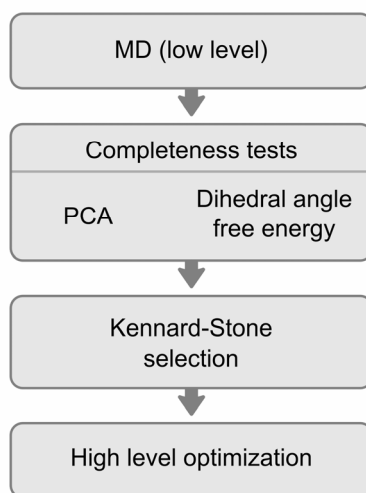 MD (low level)
Completeness tests
PCA
Dihedral angle
free energy
Kennard-Stone
selection
High level optimization